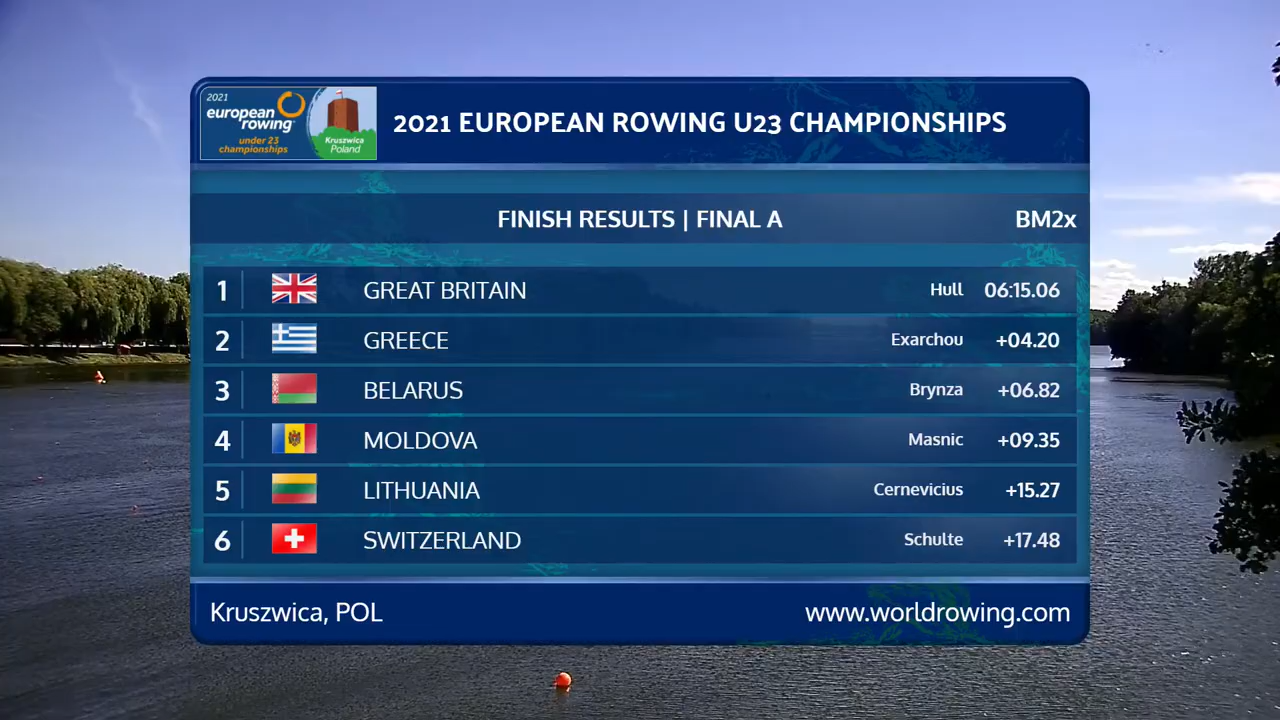 2021
european
rowing
under 23
championships
Kruszwica
Poland
2021 EUROPEAN ROWING U23 CHAMPIONSHIPS
FINISH RESULTS | FINAL A BM2x
1 GREAT BRITAIN Hull 06:15.06
2 GREECE Exarchou +04.20
3 BELARUS Brynza +06.82
4 MOLDOVA Masnic +09.35
5 LITHUANIA Cernevicius +15.27
6 SWITZERLAND Schulte +17.48
Kruszwica, POL www.worldrowing.com